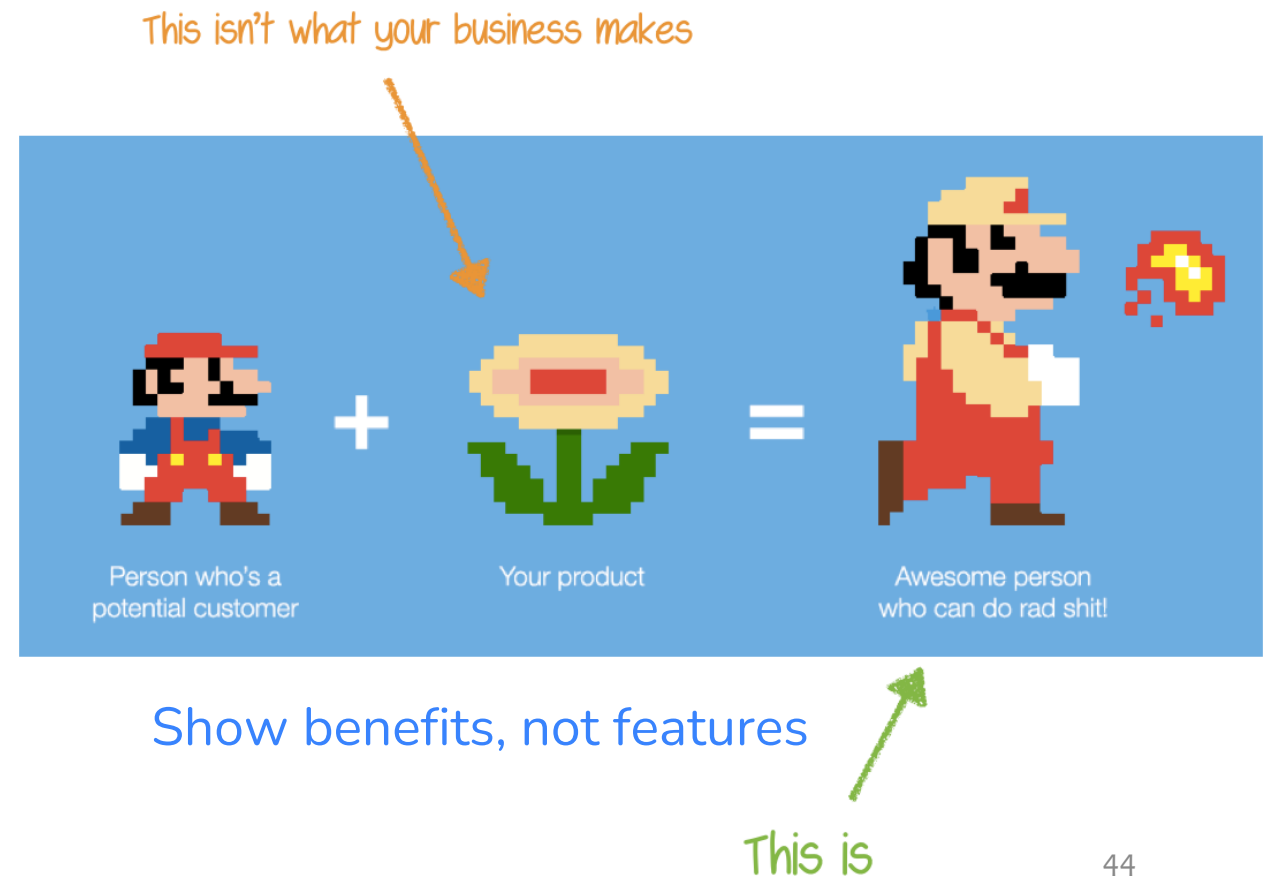 This isn't what your business makes
+
=
Person who's a
potential customer
Your product
Awesome person
who can do rad shit!
Show benefits, not features
This is
44